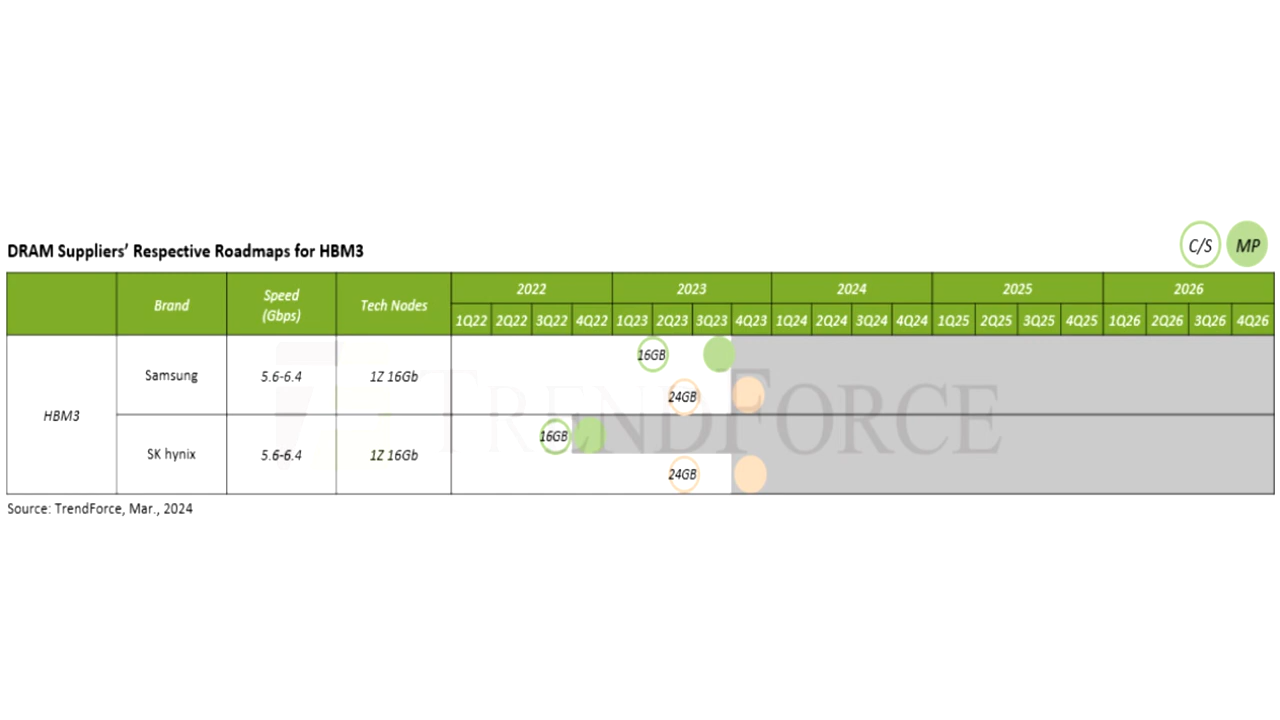 C/S MP
DRAM Suppliers’ Respective Roadmaps for HBM3
Brand Speed (Gbps) Tech Nodes 2022 2023 2024 2025 2026
1Q22 2Q22 3Q22 4Q22 1Q23 2Q23 3Q23 4Q23 1Q24 2Q24 3Q24 4Q24 1Q25 2Q25 3Q25 4Q25 1Q26 2Q26 3Q26 4Q26
HBM3
Samsung 5.6-6.4 1Z 16Gb
16GB
24GB
SK hynix 5.6-6.4 1Z 16Gb
16GB
24GB
TRENDFORCE
Source: TrendForce, Mar., 2024